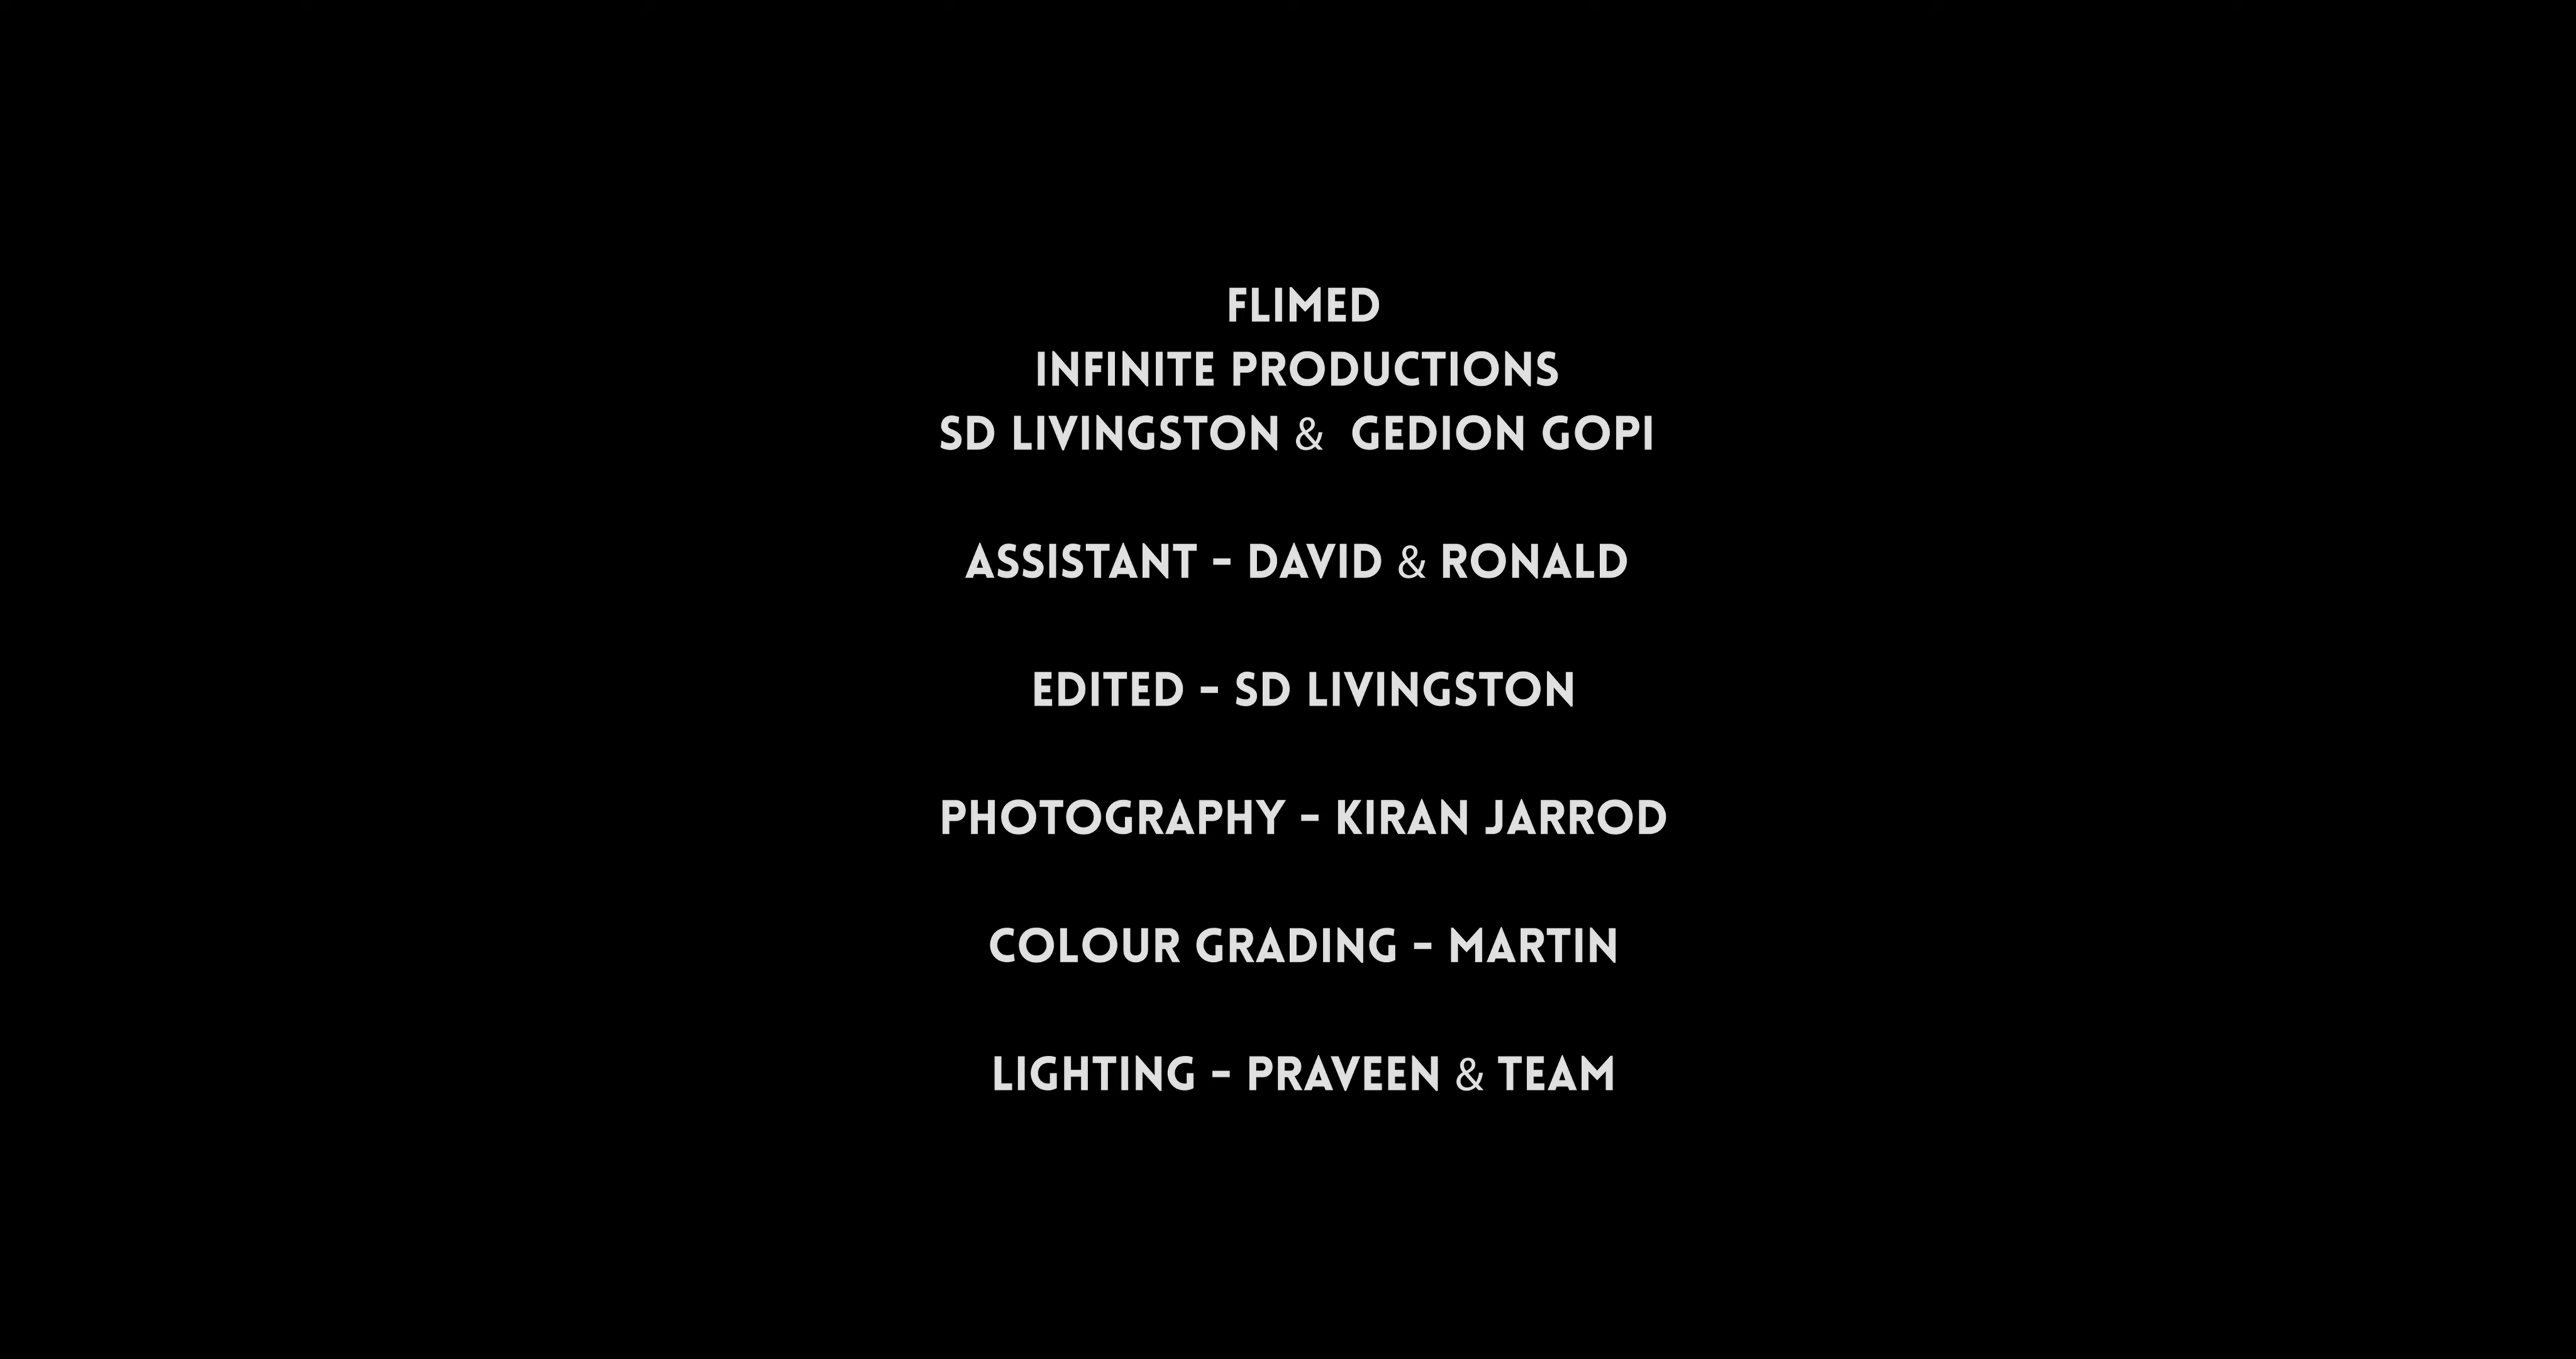 FLIMED
INFINITE PRODUCTIONS
SD LIVINGSTON & GEDION GOPI
ASSISTANT - DAVID & RONALD
EDITED - SD LIVINGSTON
PHOTOGRAPHY - KIRAN JARROD
COLOUR GRADING - MARTIN
LIGHTING - PRAVEEN & TEAM